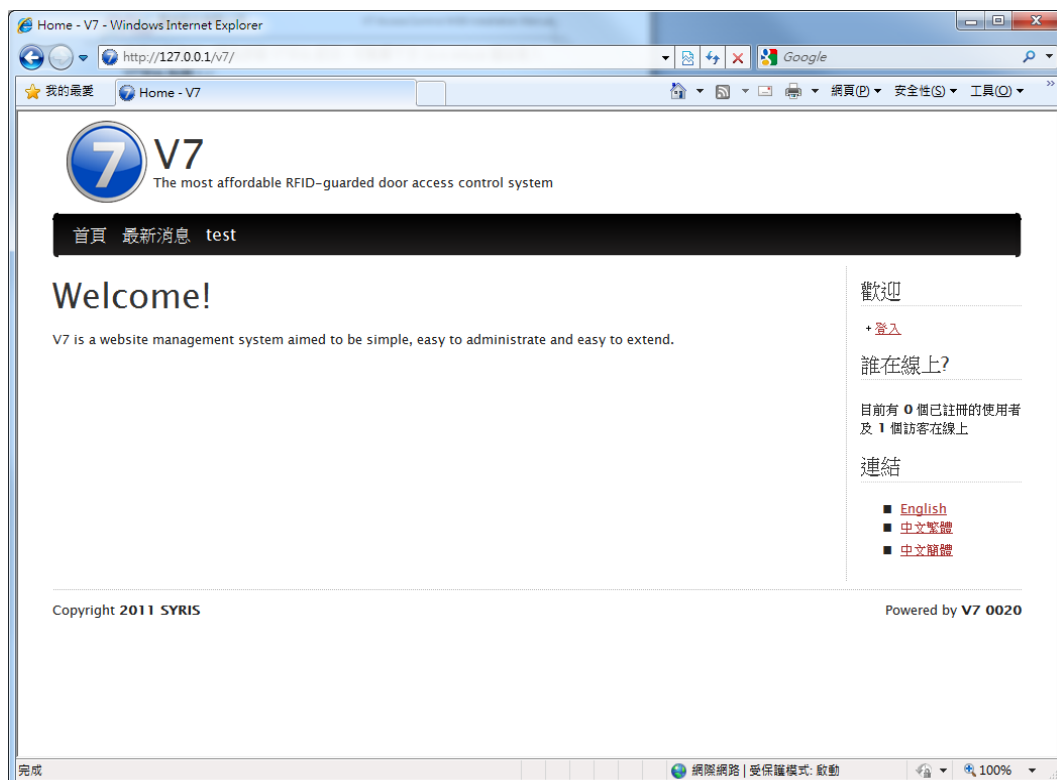 Home - V7 - Windows Internet Explorer
http://127.0.0.1/v7/
Google
我的最愛
Home - V7
網頁(P)
安全性(S)
工具(O)
»
7
V7
The most affordable RFID-guarded door access control system
首頁 最新消息 test
Welcome!
V7 is a website management system aimed to be simple, easy to administrate and easy to extend.
歡迎
登入
誰在線上?
目前有 0 個已註冊的使用者
及 1 個訪客在線上
連結
English
中文繁體
中文簡體
Copyright 2011 SYRIS
Powered by V7 0020
完成
網際網路 | 受保護模式: 啟動
100%